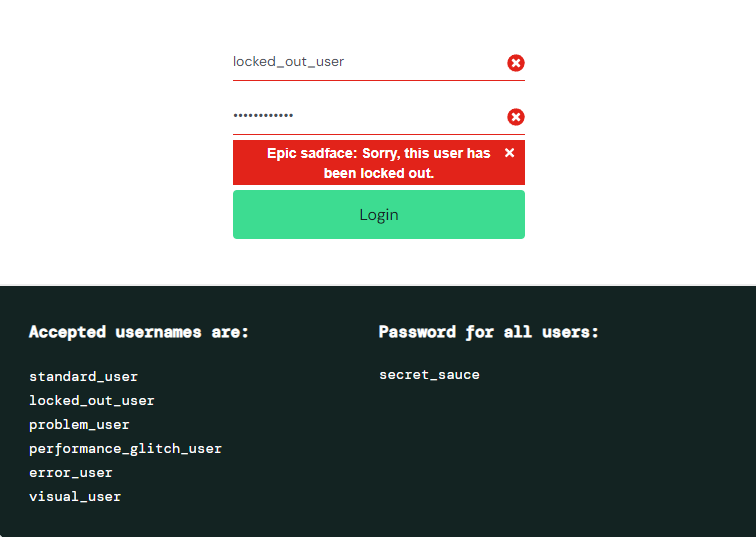 locked_out_user
••••••••••••
Epic sadface: Sorry, this user has
been locked out.
Login
Accepted usernames are:
standard_user
locked_out_user
problem_user
performance_glitch_user
error_user
visual_user
Password for all users:
secret_sauce